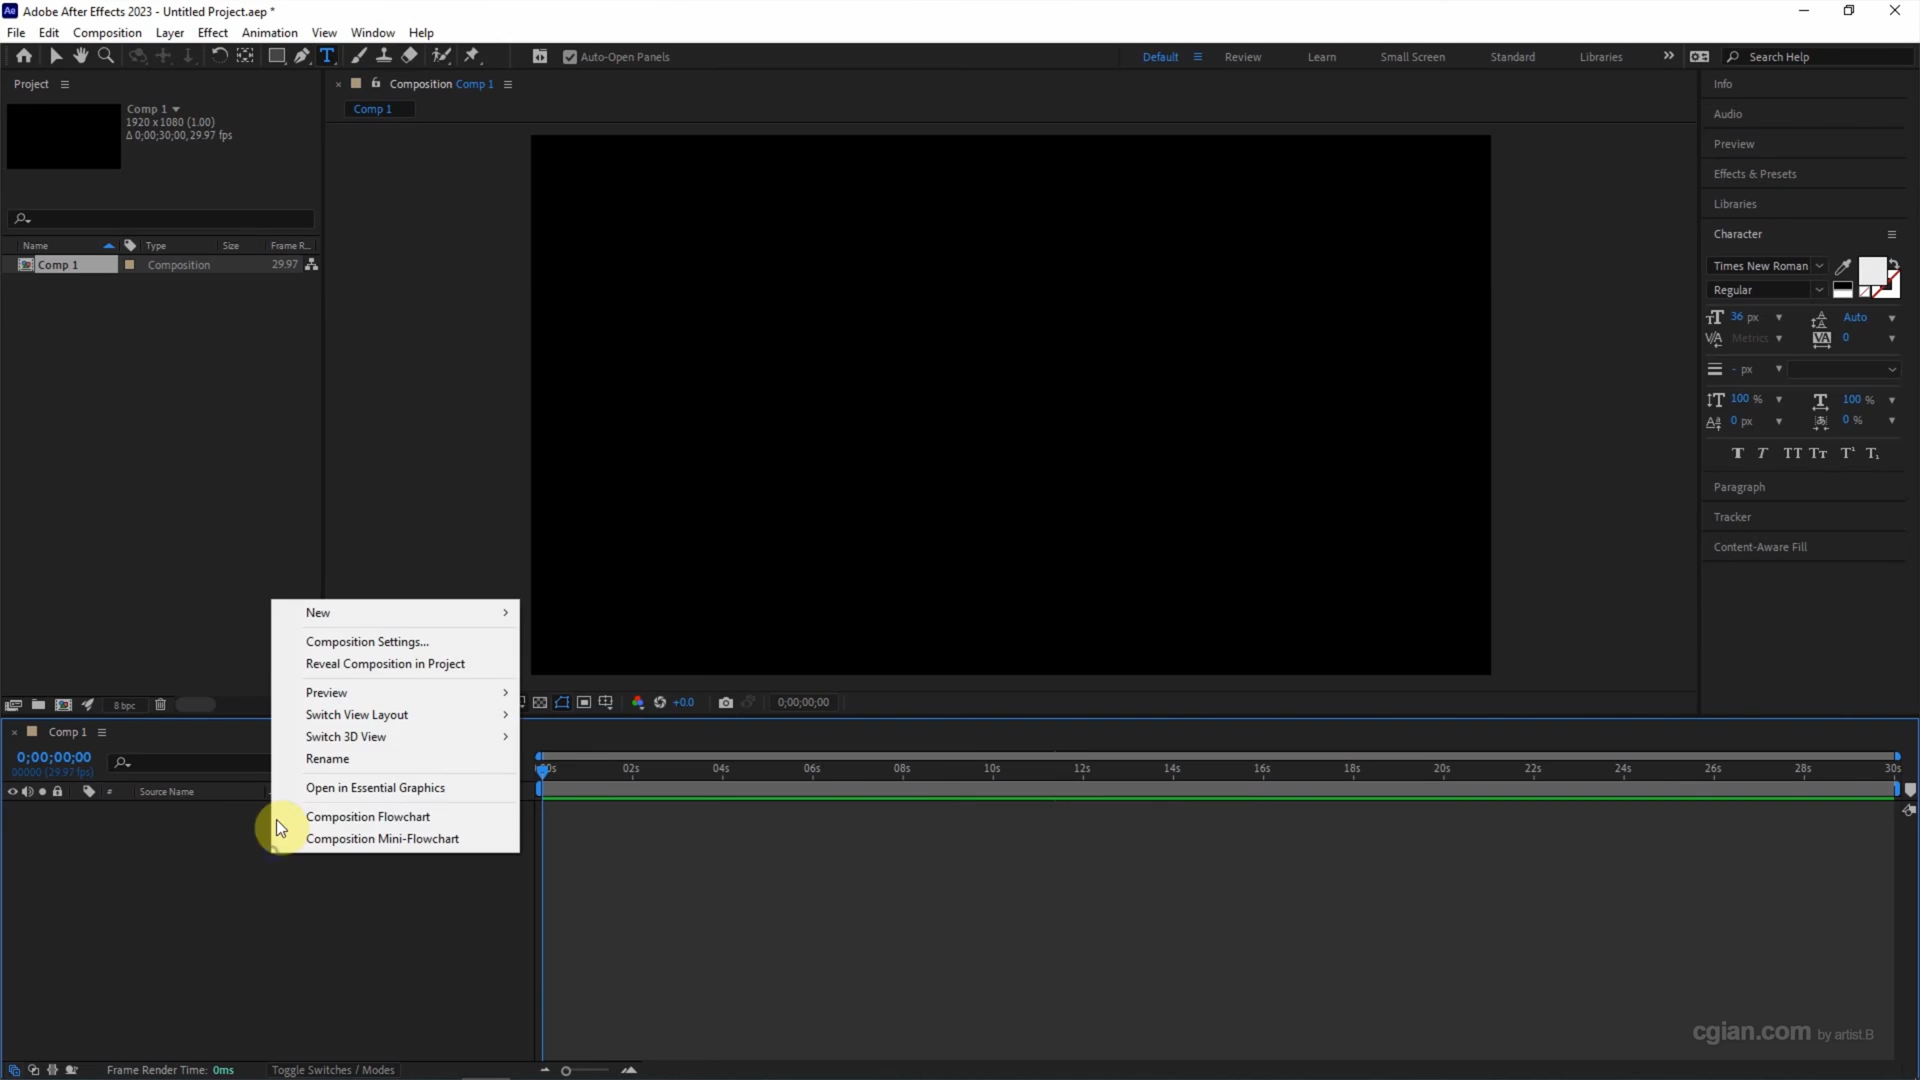 Ae Adobe After Effects 2023 - Untitled Project.aep *
File Edit Composition Layer Effect Animation View Window Help
Auto-Open Panels
Default Review Learn Small Screen Standard Libraries Search Help
Project
Comp 1
1920 x 1080 (1.00)
Δ 0;00;30;00, 29.97 fps
Name Type Size Frame R...
Comp 1 Composition 29.97
8 bpc
Composition Comp 1
Comp 1
+0.0 0;00;00;00
Info
Audio
Preview
Effects & Presets
Libraries
Character
Times New Roman
Regular
36 px Auto
Metrics 0
- px
100 % 100 %
0 px 0 %
Paragraph
Tracker
Content-Aware Fill
New
Composition Settings...
Reveal Composition in Project
Preview
Switch View Layout
Switch 3D View
Rename
Open in Essential Graphics
Composition Flowchart
Composition Mini-Flowchart
Comp 1
0;00;00;00
00000 (29.97 fps)
# Source Name
02s 04s 06s 08s 10s 12s 14s 16s 18s 20s 22s 24s 26s 28s 30s
Frame Render Time: 0ms Toggle Switches / Modes
cgian.com by artist.B